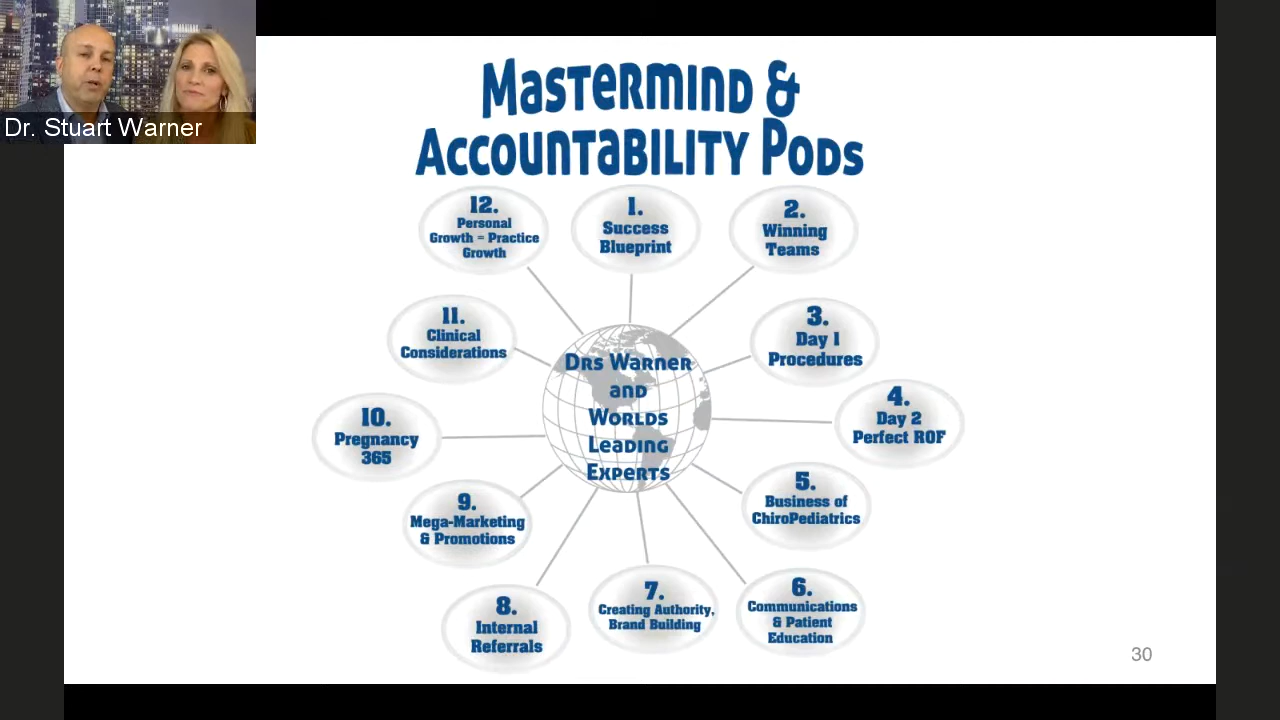 Dr. Stuart Warner
Mastermind &
Accountability Pods
12.
Personal
Growth = Practice
Growth
1.
Success
Blueprint
2.
Winning
Teams
11.
Clinical
Considerations
3.
Day 1
Procedures
Drs Warner
and
Worlds
Leading
Experts
10.
Pregnancy
365
4.
Day 2
Perfect ROF
9.
Mega-Marketing
& Promotions
5.
Business of
ChiroPediatrics
8.
Internal
Referrals
7.
Creating Authority,
Brand Building
6.
Communications
& Patient
Education
30